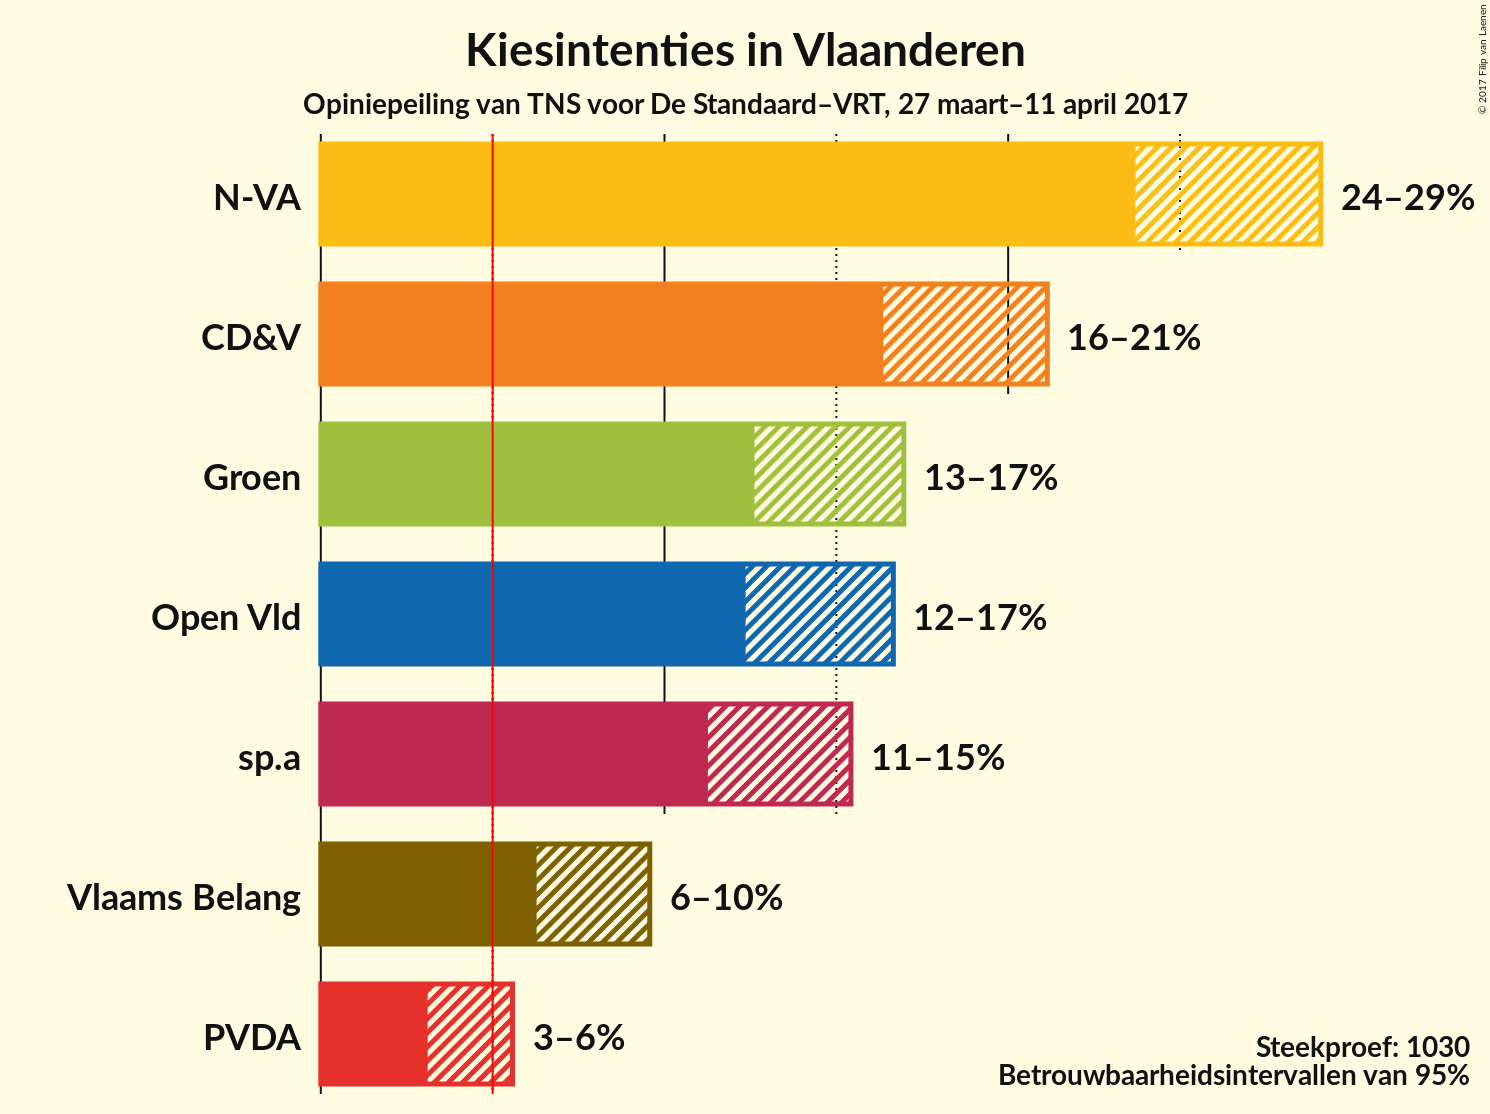 Kiesintenties in Vlaanderen
Opiniepeiling van TNS voor De Standaard–VRT, 27 maart–11 april 2017
© 2017 Filip van Laenen
N-VA 24–29%
CD&V 16–21%
Groen 13–17%
Open Vld 12–17%
sp.a 11–15%
Vlaams Belang 6–10%
PVDA 3–6%
Steekproef: 1030
Betrouwbaarheidsintervallen van 95%